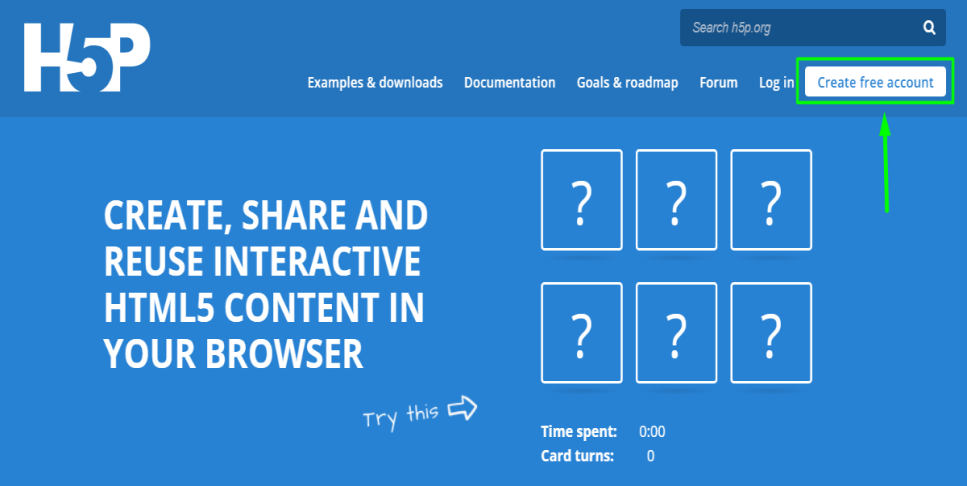 H5P
Search h5p.org
Examples & downloads Documentation Goals & roadmap Forum Log in Create free account
CREATE, SHARE AND
REUSE INTERACTIVE
HTML5 CONTENT IN
YOUR BROWSER
Try this
? ? ?
? ? ?
Time spent: 0:00
Card turns: 0